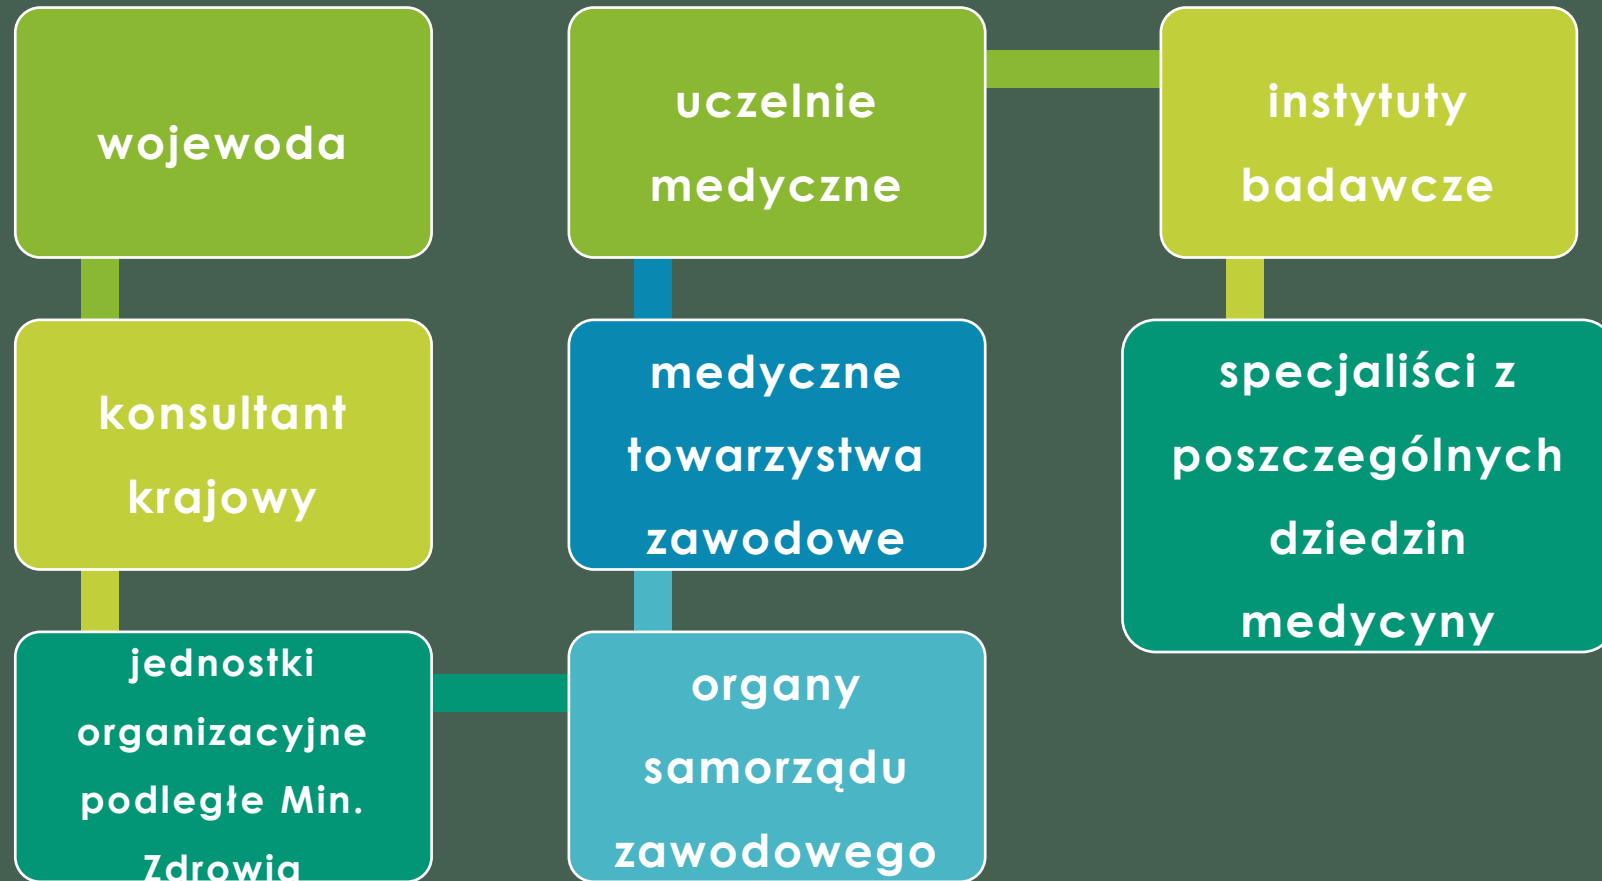 wojewoda
konsultant
krajowy
jednostki
organizacyjne
podległe Min.
Zdrowia
organy
samorządu
zawodowego
medyczne
towarzystwa
zawodowe
uczelnie
medyczne
instytuty
badawcze
specjaliści z
poszczególnych
dziedzin
medycyny